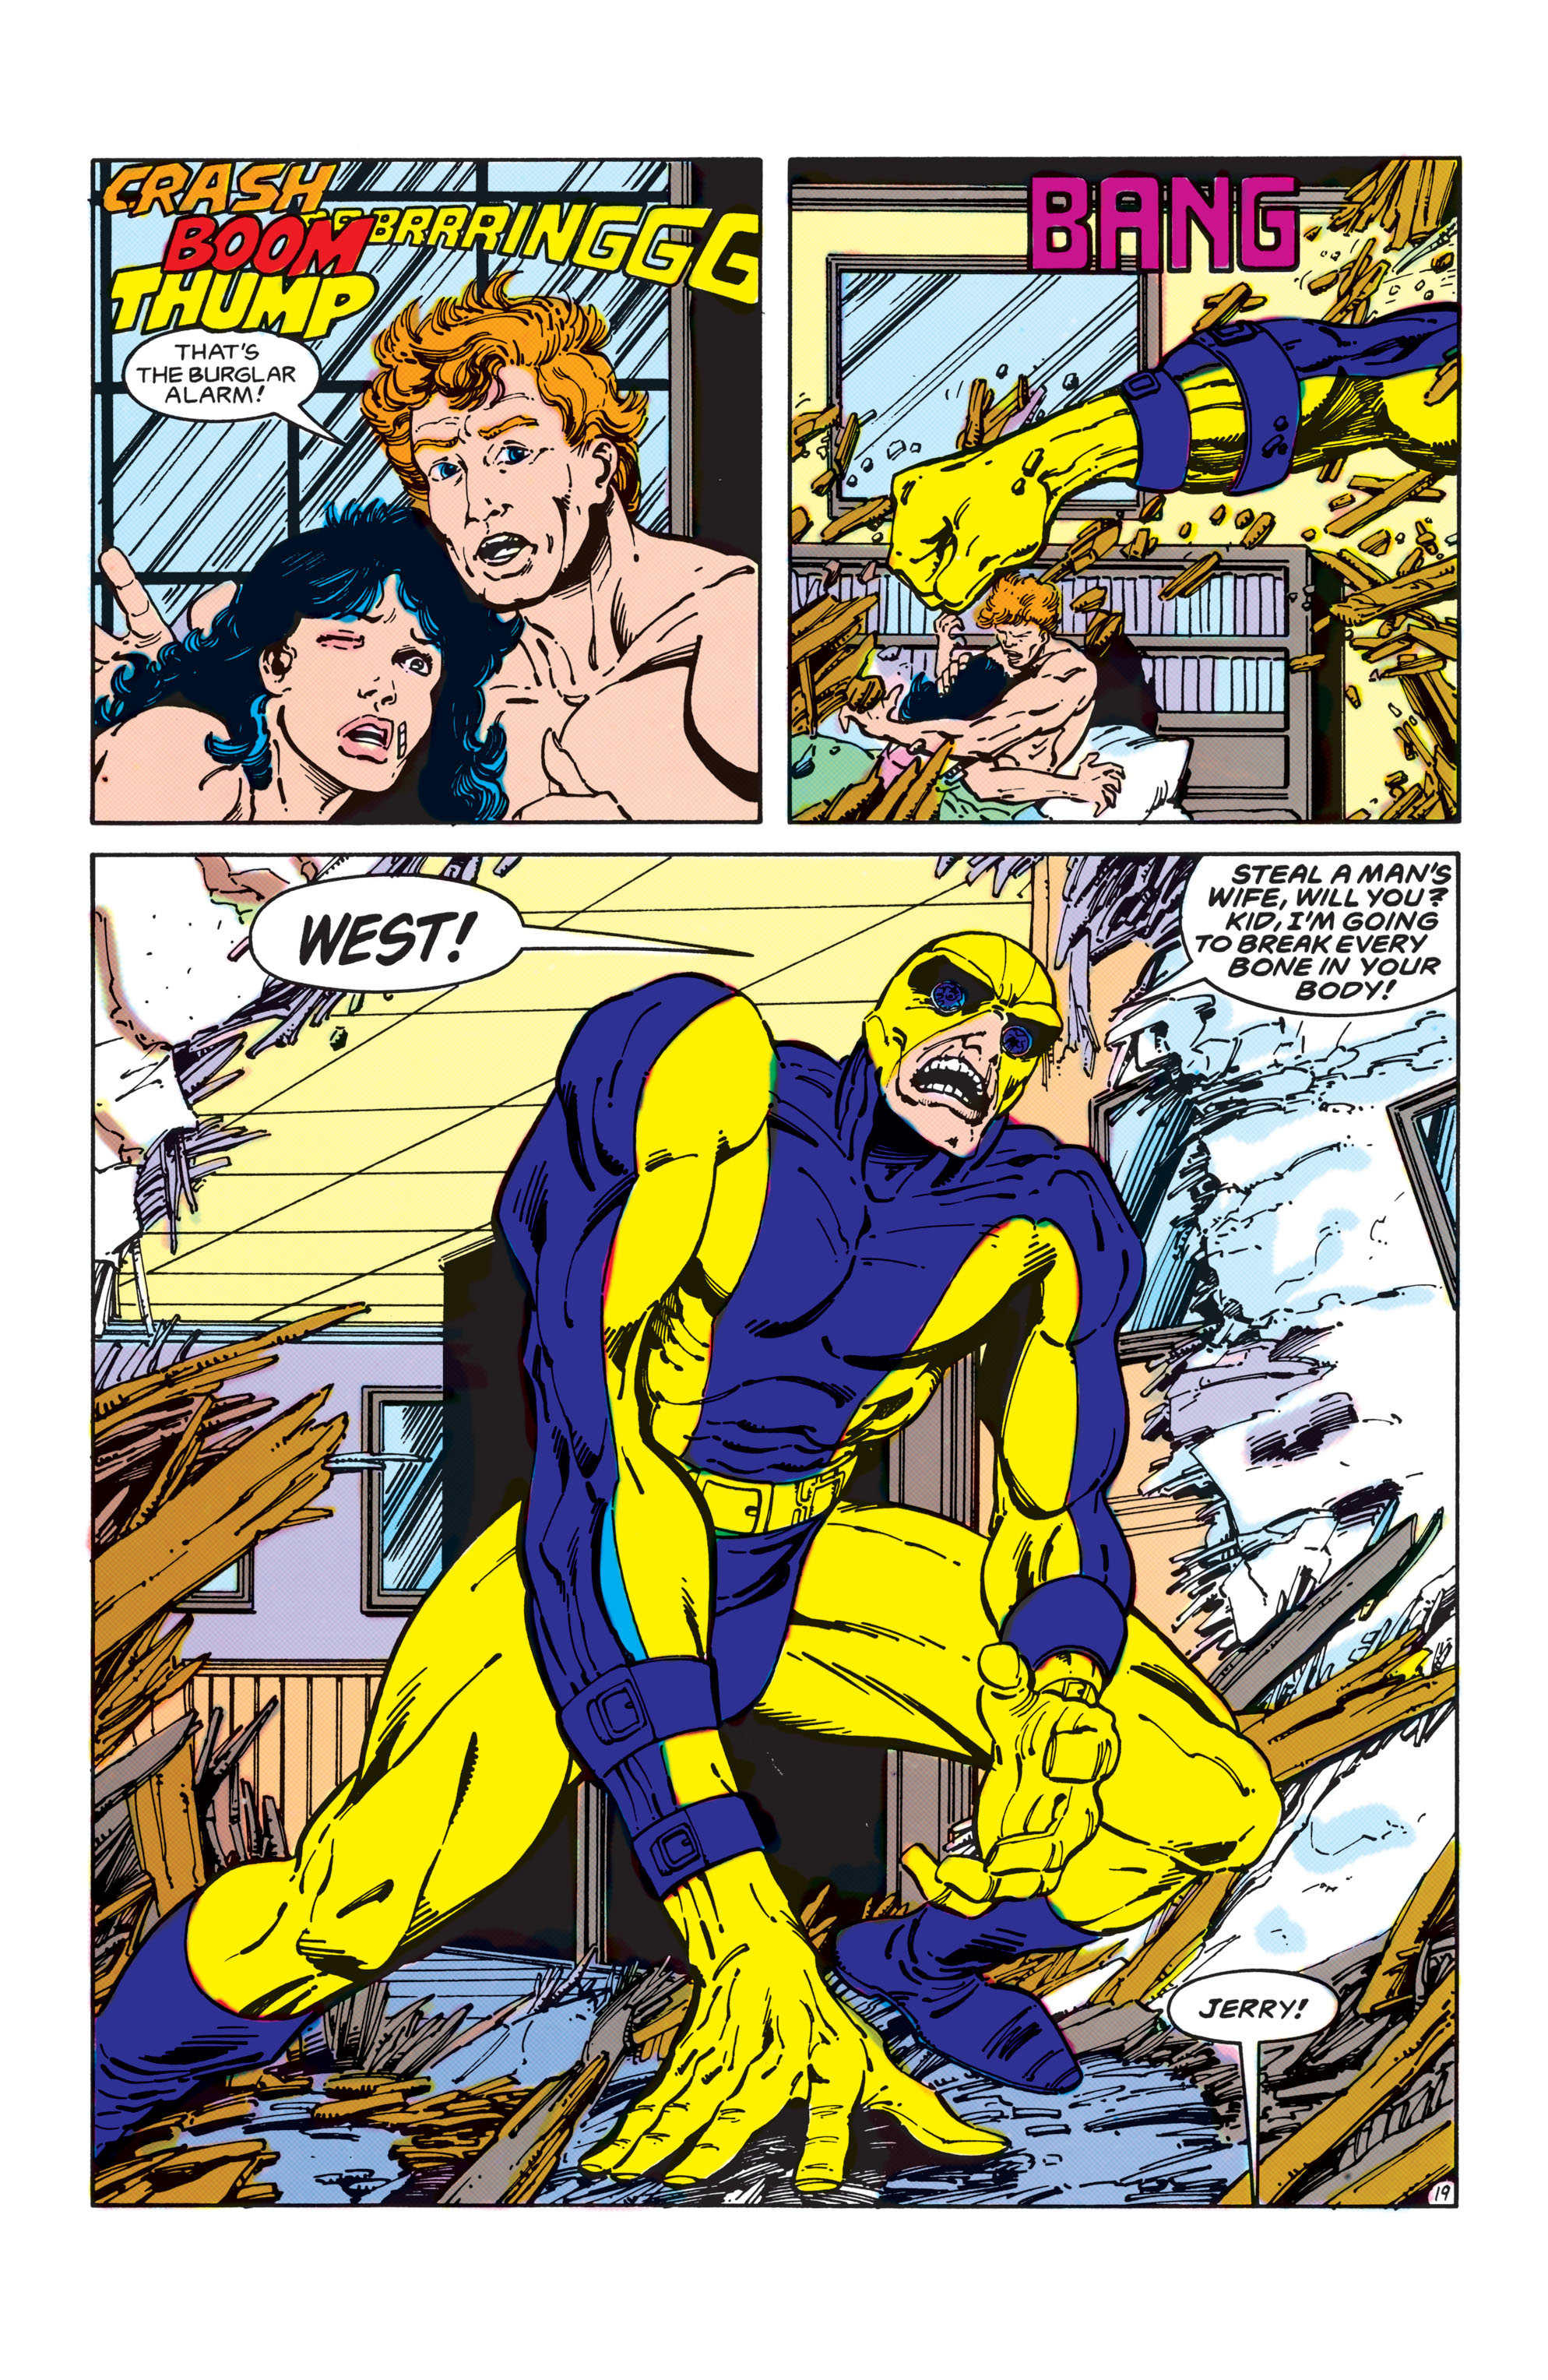 CRASH
BOOM
THUMP
BRRRRINGGGG
THAT'S
THE BURGLAR
ALARM!
BANG
WEST!
STEAL A MAN'S
WIFE, WILL YOU?
KID, I'M GOING
TO BREAK EVERY
BONE IN YOUR
BODY!
JERRY!
19